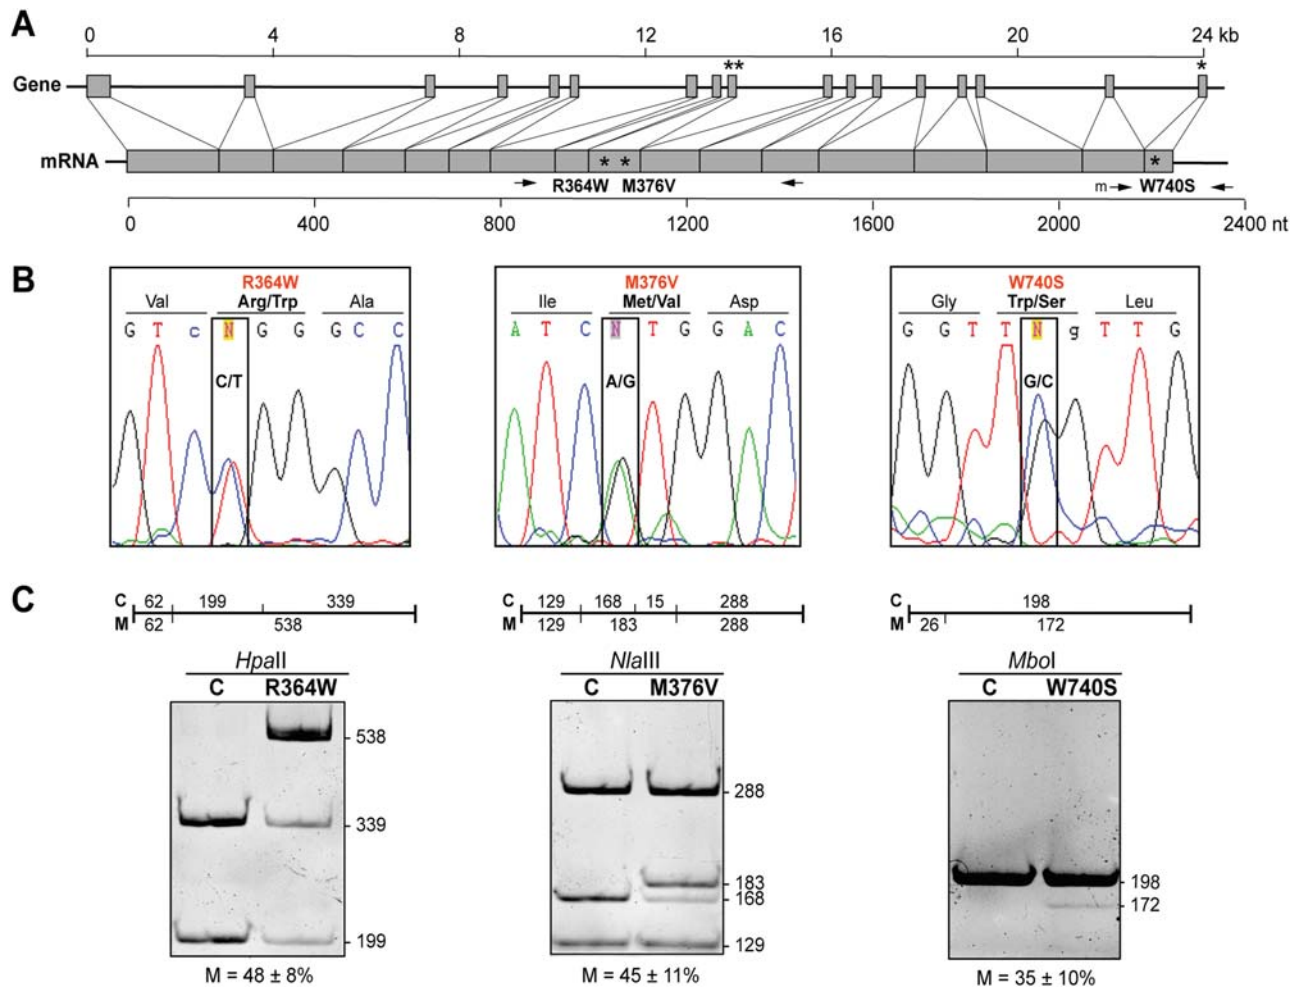 A
0 4 8 12 16 20 24 kb
** *
Gene
mRNA
* * *
R364W M376V m W740S
0 400 800 1200 1600 2000 2400 nt
B
R364W
Val Arg/Trp Ala
G T c N G G G C C
C/T
M376V
Ile Met/Val Asp
A T C N T G G A C
A/G
W740S
Gly Trp/Ser Leu
G G T T N g T T G
G/C
C
C 62 199 339
M 62 538
HpaII
C R364W
538
339
199
M = 48 ± 8%
C 129 168 15 288
M 129 183 288
NlaIII
C M376V
288
183
168
129
M = 45 ± 11%
C 198
M 26 172
MboI
C W740S
198
172
M = 35 ± 10%